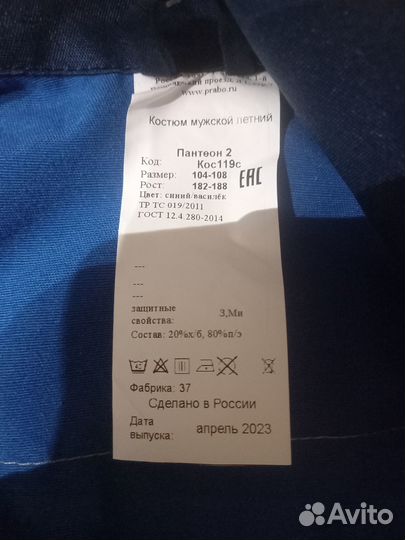 www.prabo.ru
Костюм мужской летний
Пантеон 2
Код: Кос119с
Размер: 104-108
Рост: 182-188
EAC
Цвет: синий/василёк
ТР ТС 019/2011
ГОСТ 12.4.280-2014
---
---
---
защитные
свойства: З,Ми
Состав: 20%х/б, 80%п/э
Фабрика: 37
Сделано в России
Дата
выпуска: апрель 2023
Avito